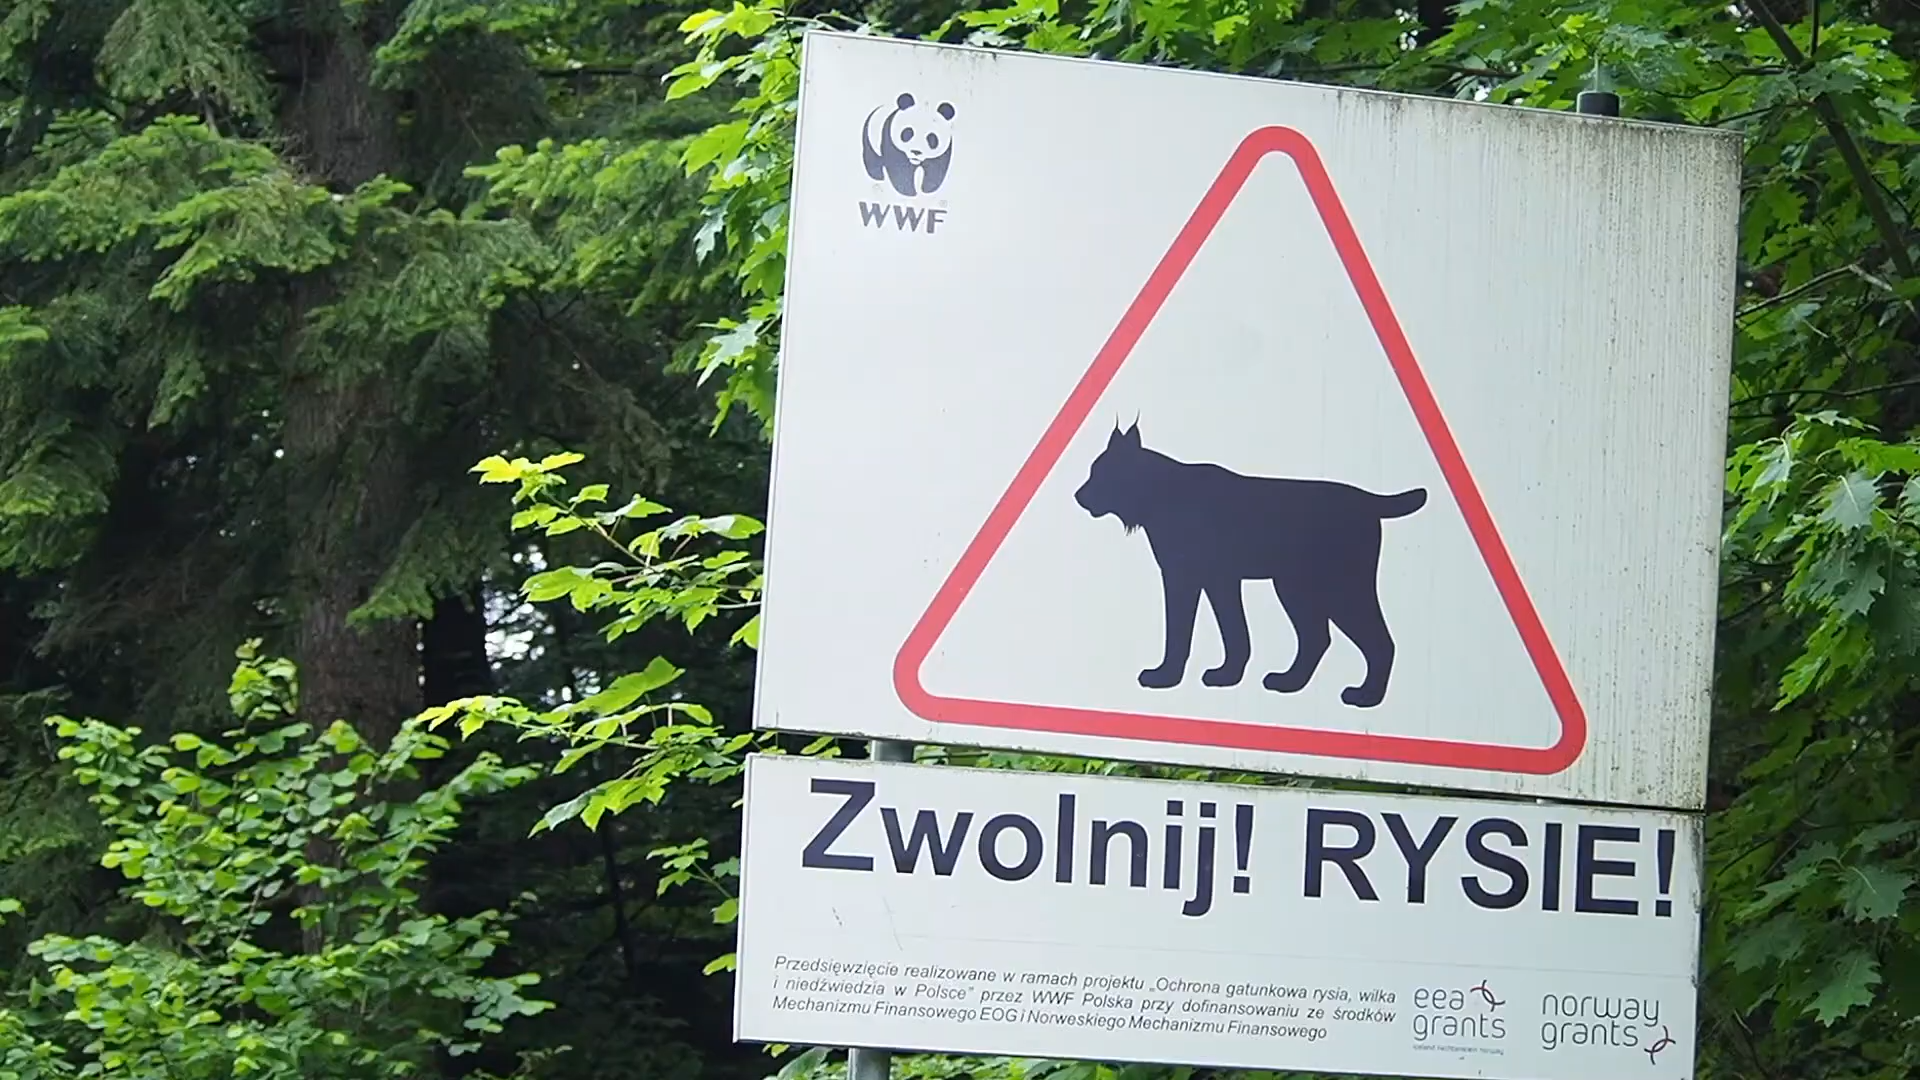 WWF
Zwolnij! RYSIE!
Przedsięwzięcie realizowane w ramach projektu „Ochrona gatunkowa rysia, wilka
i niedźwiedzia w Polsce” przez WWF Polska przy dofinansowaniu ze środków
Mechanizmu Finansowego EOG i Norweskiego Mechanizmu Finansowego
eea
grants
norway
grants